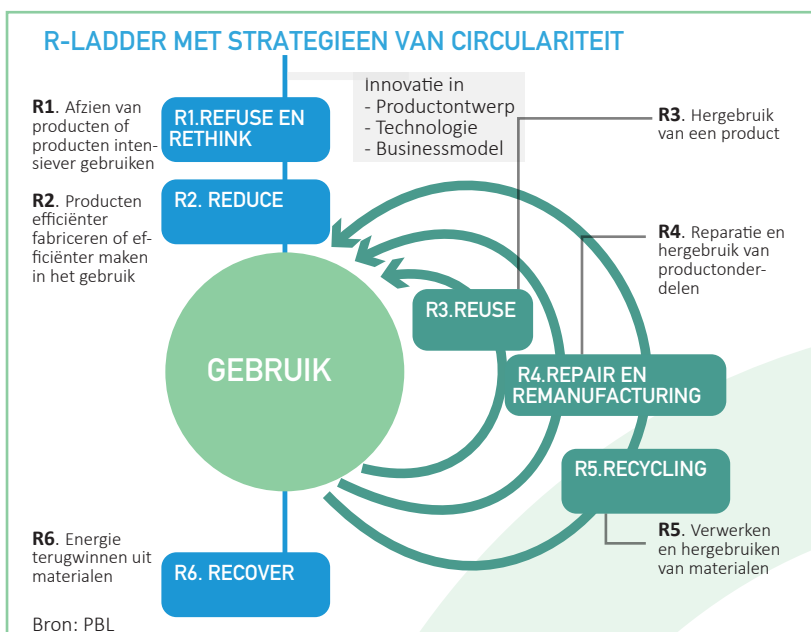 R-LADDER MET STRATEGIEEN VAN CIRCULARITEIT
R1. Afzien van
producten of
producten inten-
siever gebruiken
R1.REFUSE EN
RETHINK
Innovatie in
- Productontwerp
- Technologie
- Businessmodel
R3. Hergebruik
van een product
R2. Producten
efficiënter
fabriceren of ef-
ficiënter maken
in het gebruik
R2. REDUCE
R4. Reparatie en
hergebruik van
productonder-
delen
R3.REUSE
GEBRUIK
R4.REPAIR EN
REMANUFACTURING
R5.RECYCLING
R5. Verwerken
en hergebruiken
van materialen
R6. Energie
terugwinnen uit
materialen
R6. RECOVER
Bron: PBL